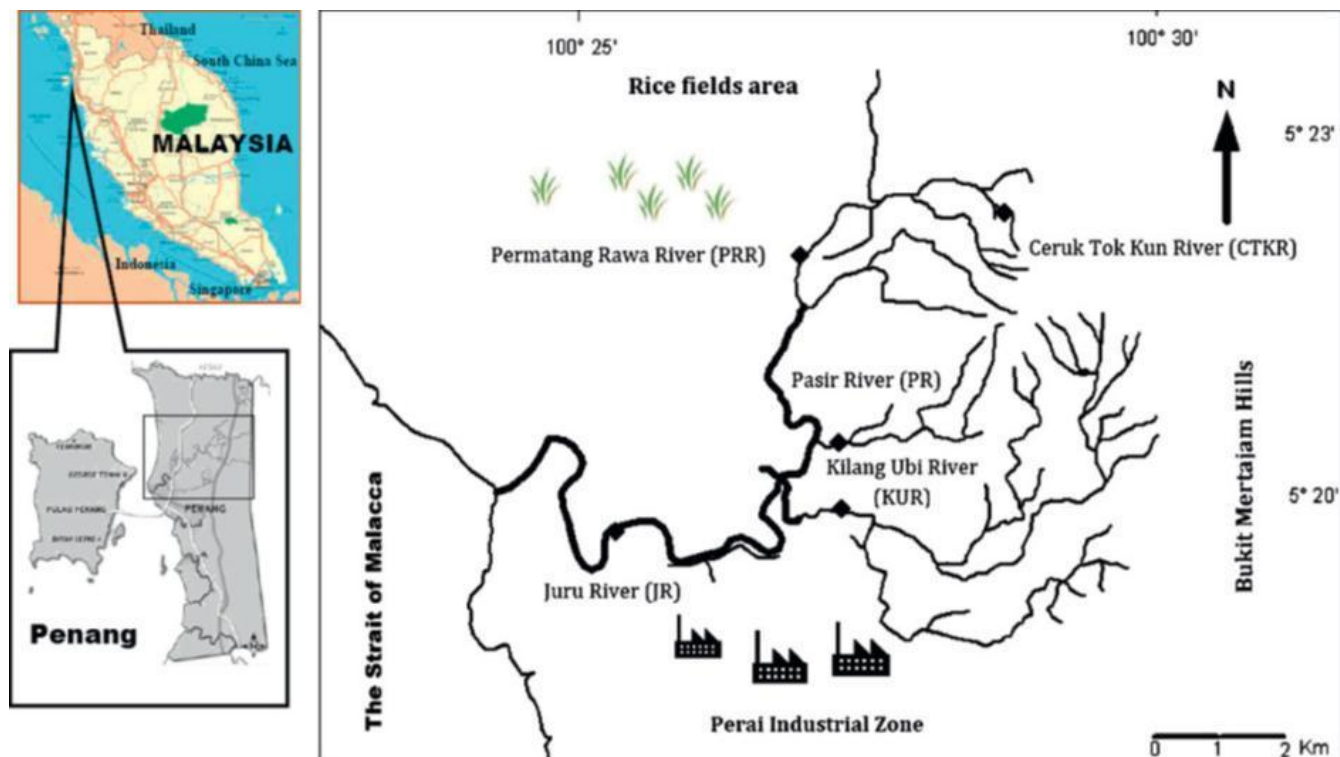 Thailand
South China Sea
MALAYSIA
Indonesia
Singapore
PENANG
Penang
100° 25'
100° 30'
Rice fields area
N
5° 23'
Permatang Rawa River (PRR)
Ceruk Tok Kun River (CTKR)
Pasir River (PR)
Kilang Ubi River
(KUR)
5° 20'
Juru River (JR)
The Strait of Malacca
Bukit Mertajam Hills
Perai Industrial Zone
0 1 2 Km